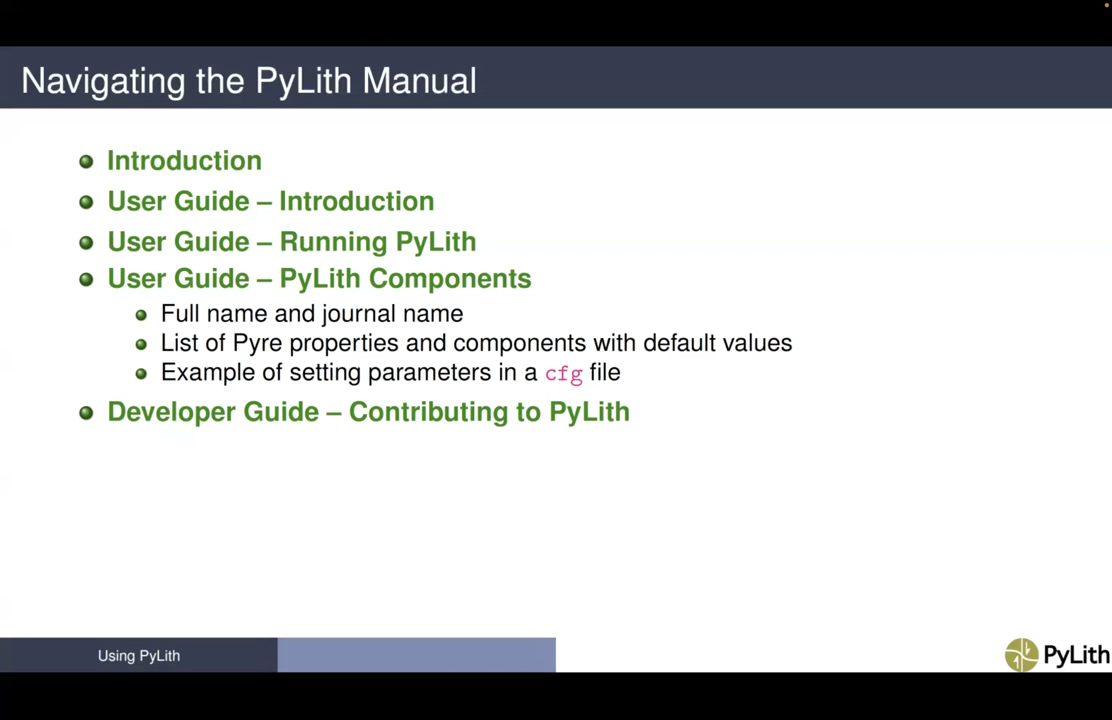 Navigating the PyLith Manual
Introduction
User Guide – Introduction
User Guide – Running PyLith
User Guide – PyLith Components
Full name and journal name
List of Pyre properties and components with default values
Example of setting parameters in a cfg file
Developer Guide – Contributing to PyLith
Using PyLith
PyLith